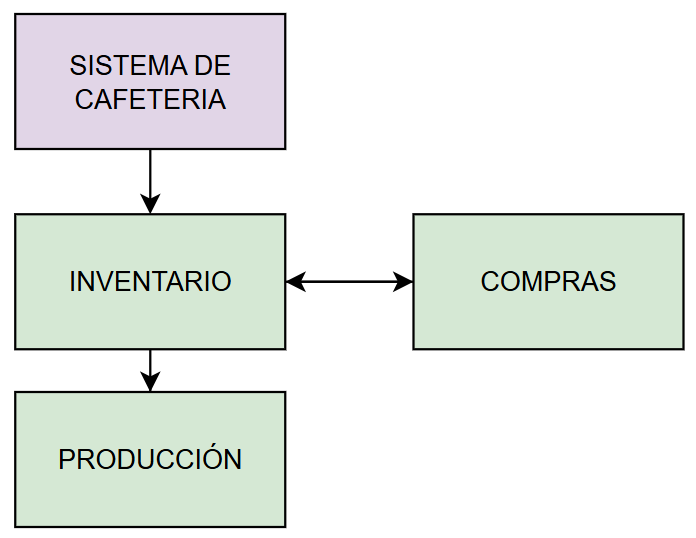 SISTEMA DE
CAFETERIA
INVENTARIO
COMPRAS
PRODUCCIÓN